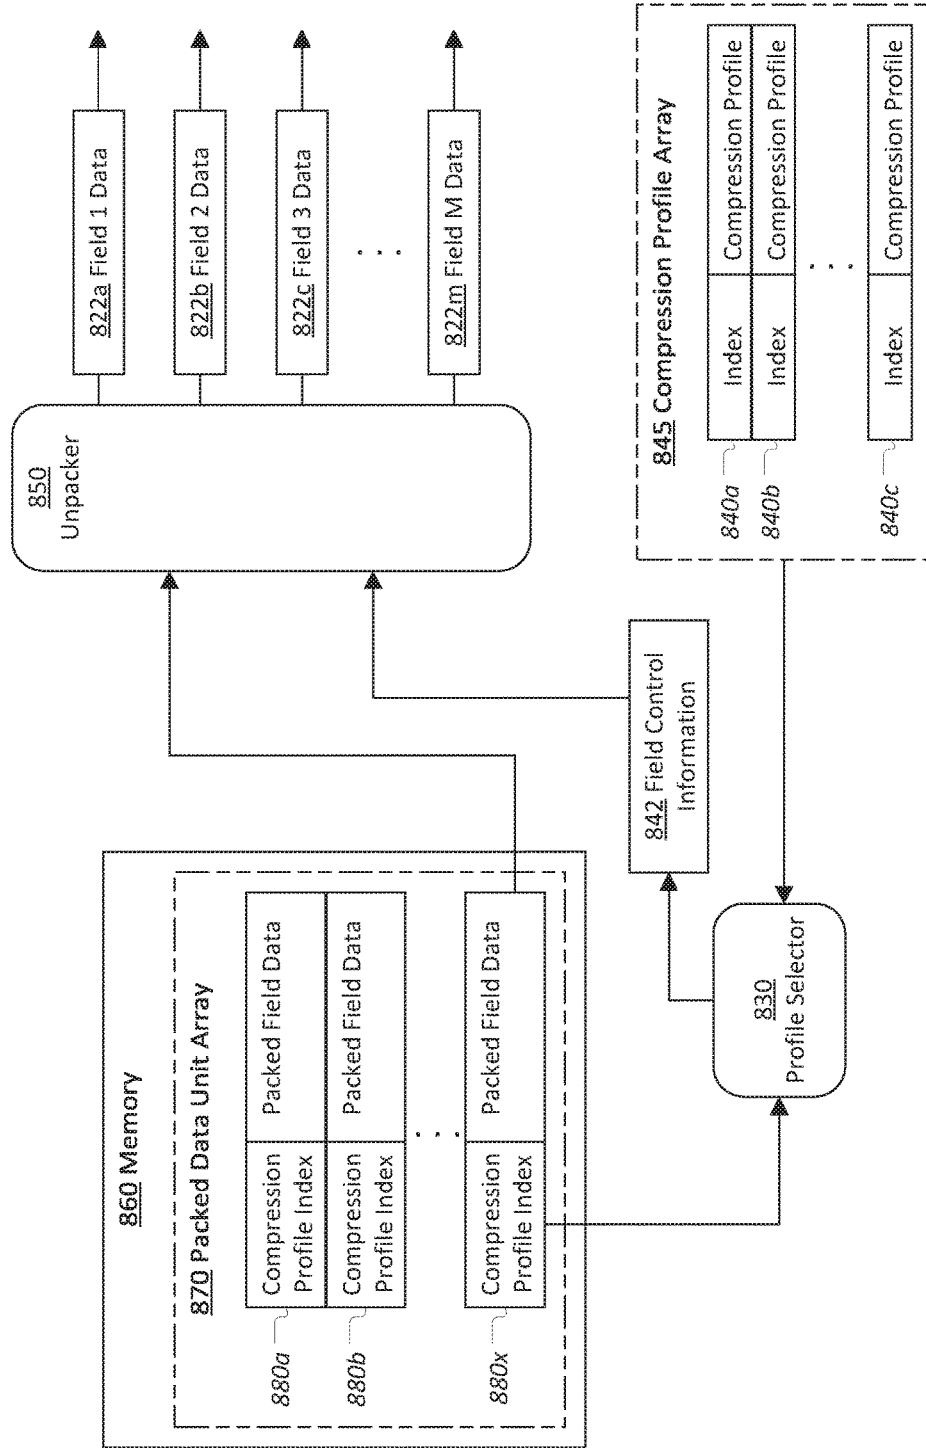 860 Memory
870 Packed Data Unit Array
880a
Compression
Profile Index
Packed Field Data
880b
Compression
Profile Index
Packed Field Data
. . .
880x
Compression
Profile Index
Packed Field Data
830
Profile Selector
842 Field Control
Information
850
Unpacker
822a Field 1 Data
822b Field 2 Data
822c Field 3 Data
. . .
822m Field M Data
845 Compression Profile Array
840a
Index
Compression Profile
840b
Index
Compression Profile
. . .
840c
Index
Compression Profile